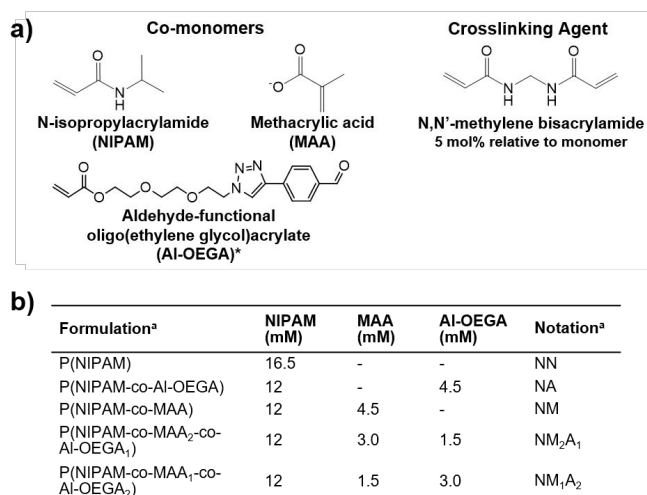 a)
Co-monomers
Crosslinking Agent
O
N
H
N-isopropylacrylamide
(NIPAM)
O
⁻O
Methacrylic acid
(MAA)
O O
N N
H H
N,N'-methylene bisacrylamide
5 mol% relative to monomer
O
O
O
O
N
N=N
O
Aldehyde-functional
oligo(ethylene glycol)acrylate
(Al-OEGA)*
b)
Formulationᵃ NIPAM (mM) MAA (mM) Al-OEGA (mM) Notationᵃ
P(NIPAM) 16.5 - - NN
P(NIPAM-co-Al-OEGA) 12 - 4.5 NA
P(NIPAM-co-MAA) 12 4.5 - NM
P(NIPAM-co-MAA₂-co-
Al-OEGA₁) 12 3.0 1.5 NM₂A₁
P(NIPAM-co-MAA₁-co-
Al-OEGA₂) 12 1.5 3.0 NM₁A₂